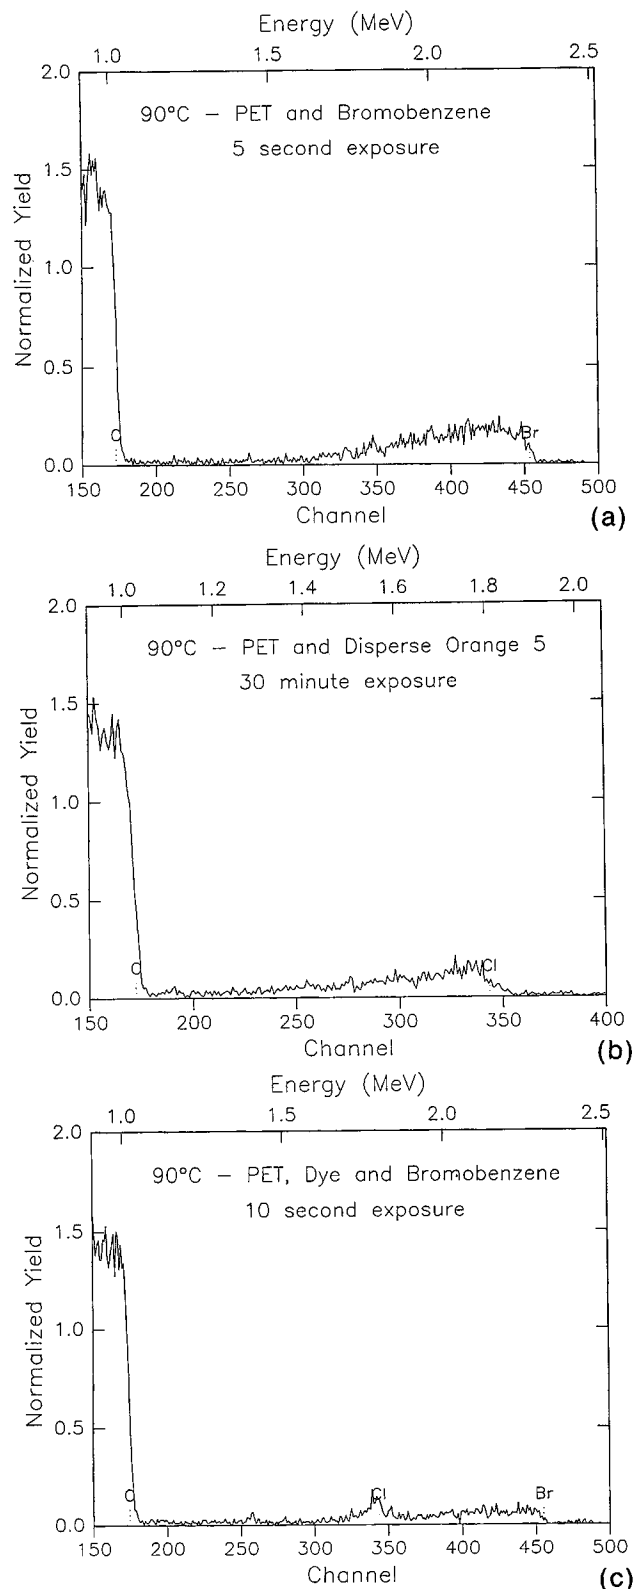 Energy (MeV)
1.0 1.5 2.0 2.5
2.0
1.5
1.0
0.5
0.0
Normalized Yield
90°C – PET and Bromobenzene
5 second exposure
O
Br
150 200 250 300 350 400 450 500
Channel
(a)
Energy (MeV)
1.0 1.2 1.4 1.6 1.8 2.0
2.0
1.5
1.0
0.5
0.0
Normalized Yield
90°C – PET and Disperse Orange 5
30 minute exposure
O
Cl
150 200 250 300 350 400
Channel
(b)
Energy (MeV)
1.0 1.5 2.0 2.5
2.0
1.5
1.0
0.5
0.0
Normalized Yield
90°C – PET, Dye and Bromobenzene
10 second exposure
O
Cl
Br
150 200 250 300 350 400 450 500
Channel
(c)